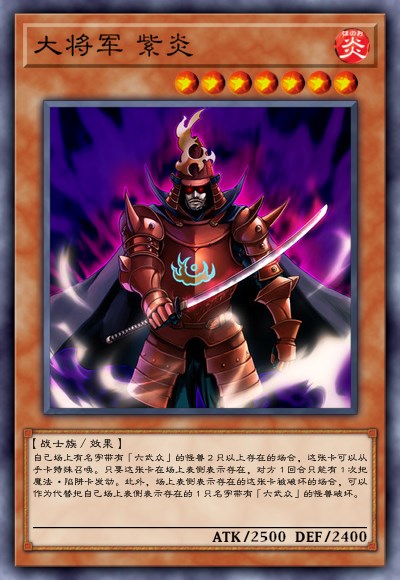 大将军 紫炎
ほのお
炎
【战士族／效果】
自己场上有名字带有「六武众」的怪兽２只以上存在的场合，这张卡可以从
手卡特殊召唤。只要这张卡在场上表侧表示存在，对方１回合只能有１次把
魔法·陷阱卡发动。此外，场上表侧表示存在的这张卡被破坏的场合，可以
作为代替把自己场上表侧表示存在的１只名字带有「六武众」的怪兽破坏。
ATK/2500 DEF/2400